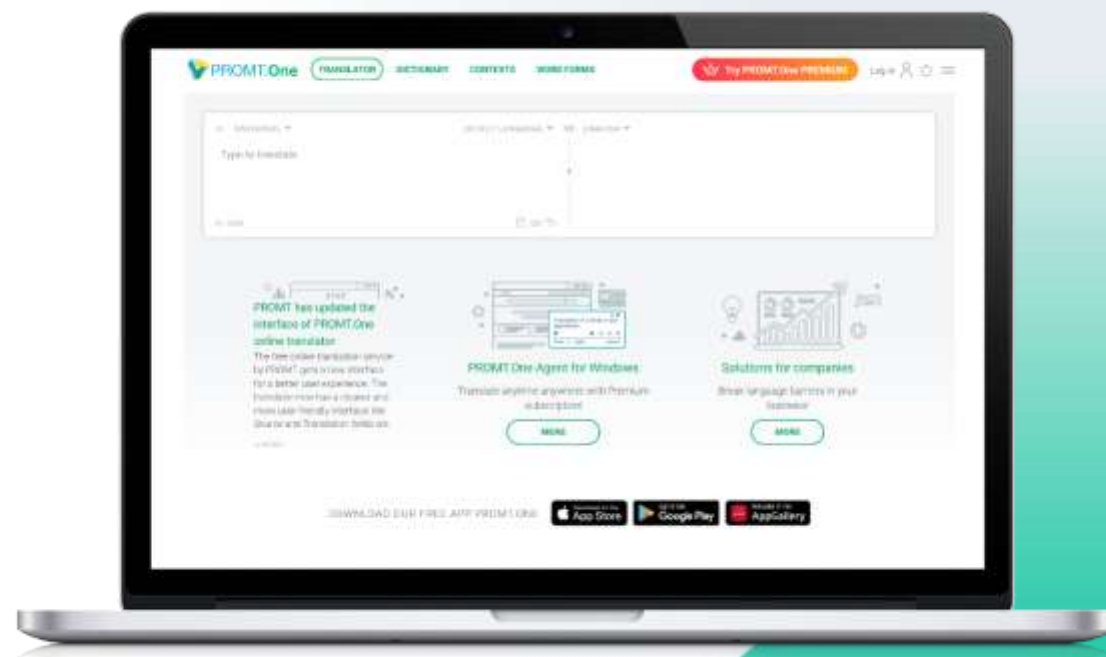 PROMT.One TRANSLATOR DICTIONARY CONTEXTS WORD FORMS Try PROMT.One PREMIUM Log in
Type to translate
PROMT has updated the
interface of PROMT.One
online translator
The free online translation service
by PROMT gets a new interface
for a better user experience. The
translator now has a cleaner and
more user-friendly interface like
Source and Translation fields are
PROMT.One Agent for Windows
Translate anytime anywhere with Premium
subscription!
MORE
Solutions for companies
Break language barriers in your
business!
MORE
DOWNLOAD OUR FREE APP PROMT.ONE App Store Google Play AppGallery